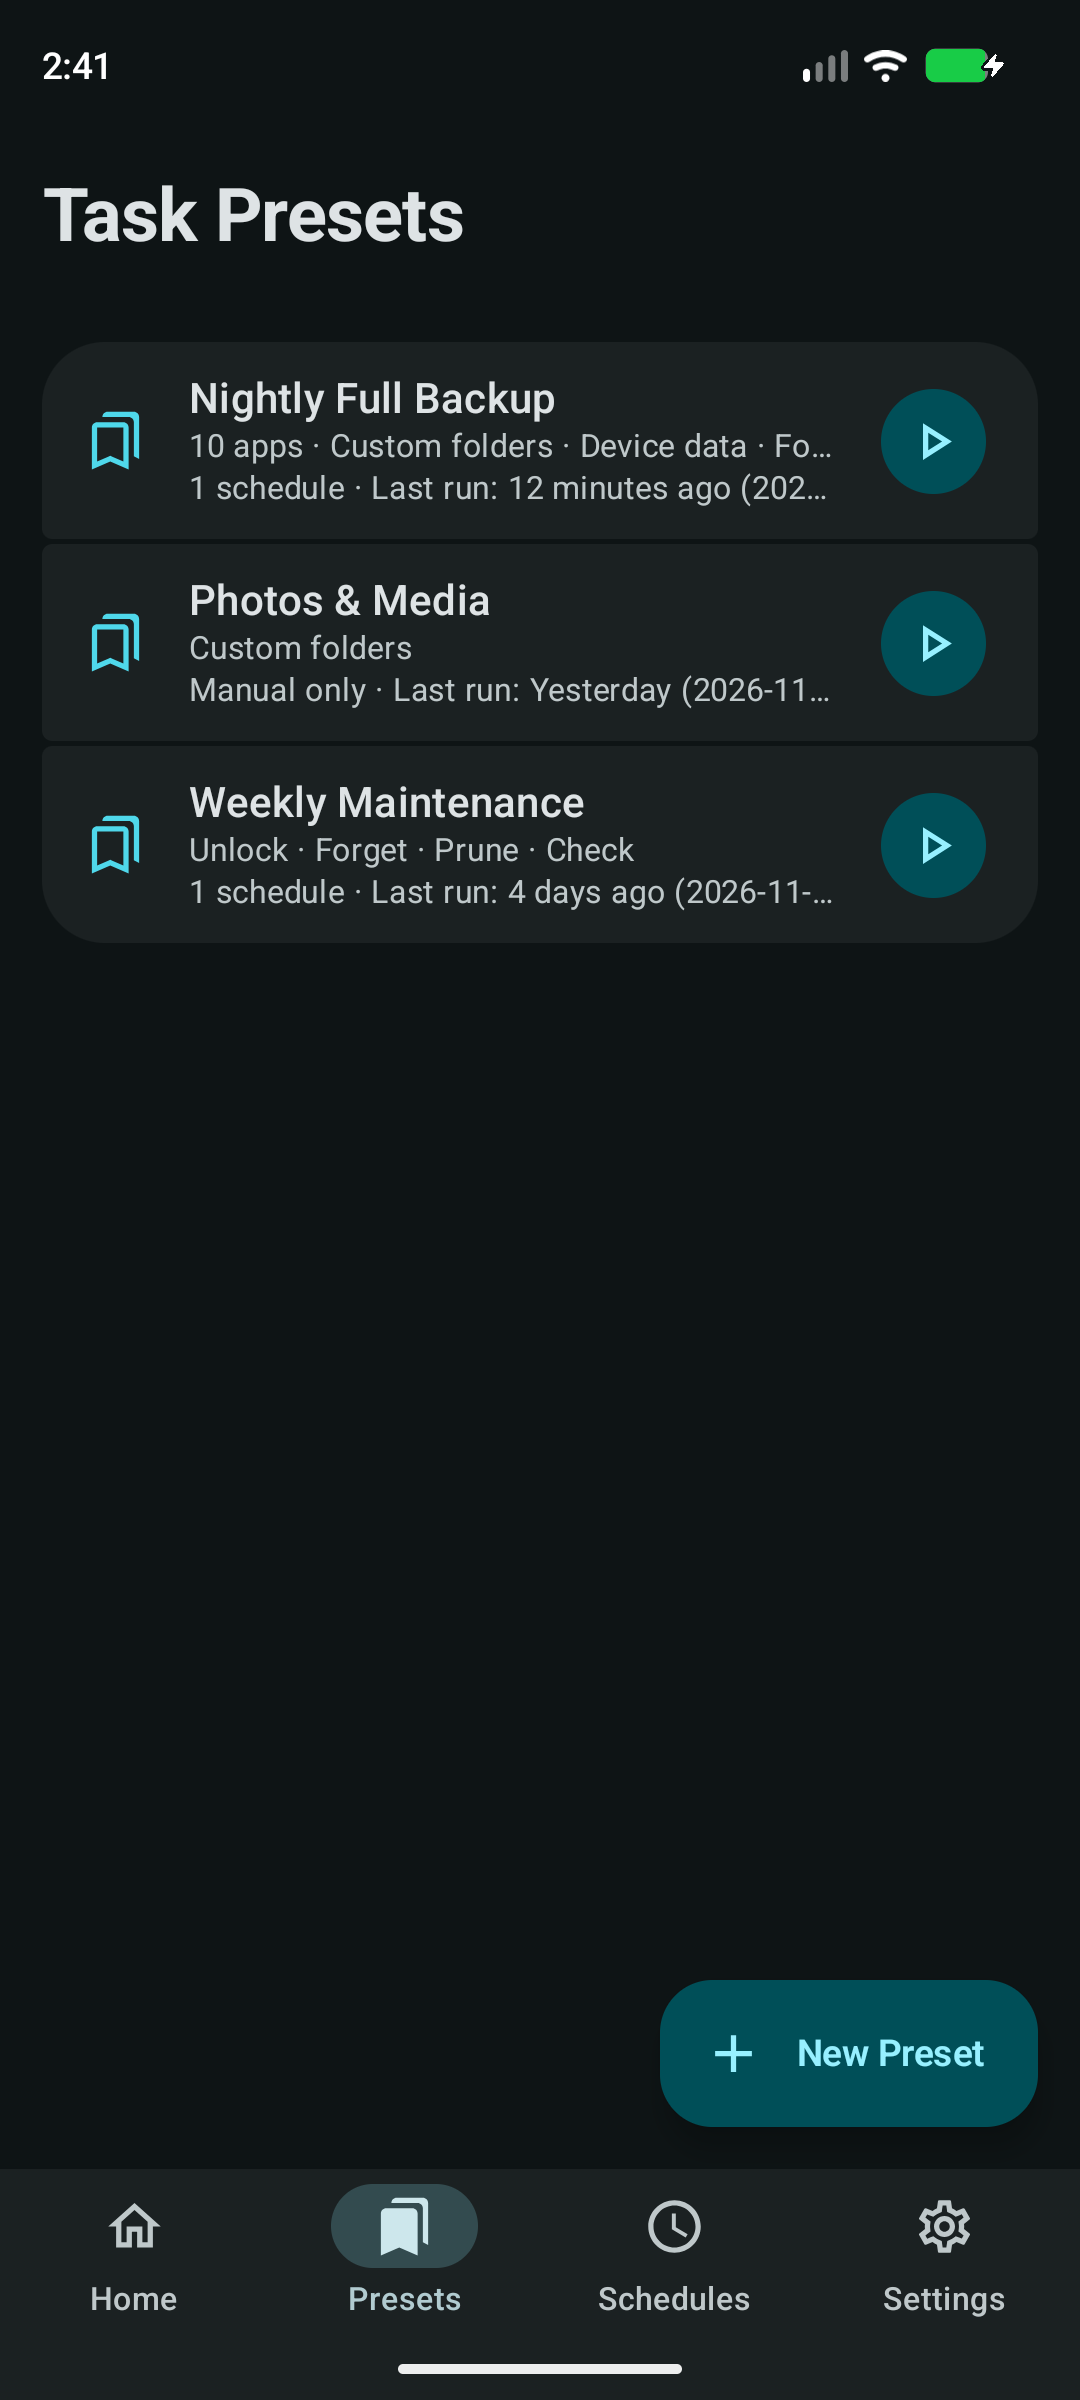 2:41
Task Presets
Nightly Full Backup
10 apps · Custom folders · Device data · Fo…
1 schedule · Last run: 12 minutes ago (202…
Photos & Media
Custom folders
Manual only · Last run: Yesterday (2026-11…
Weekly Maintenance
Unlock · Forget · Prune · Check
1 schedule · Last run: 4 days ago (2026-11-…
New Preset
Home
Presets
Schedules
Settings